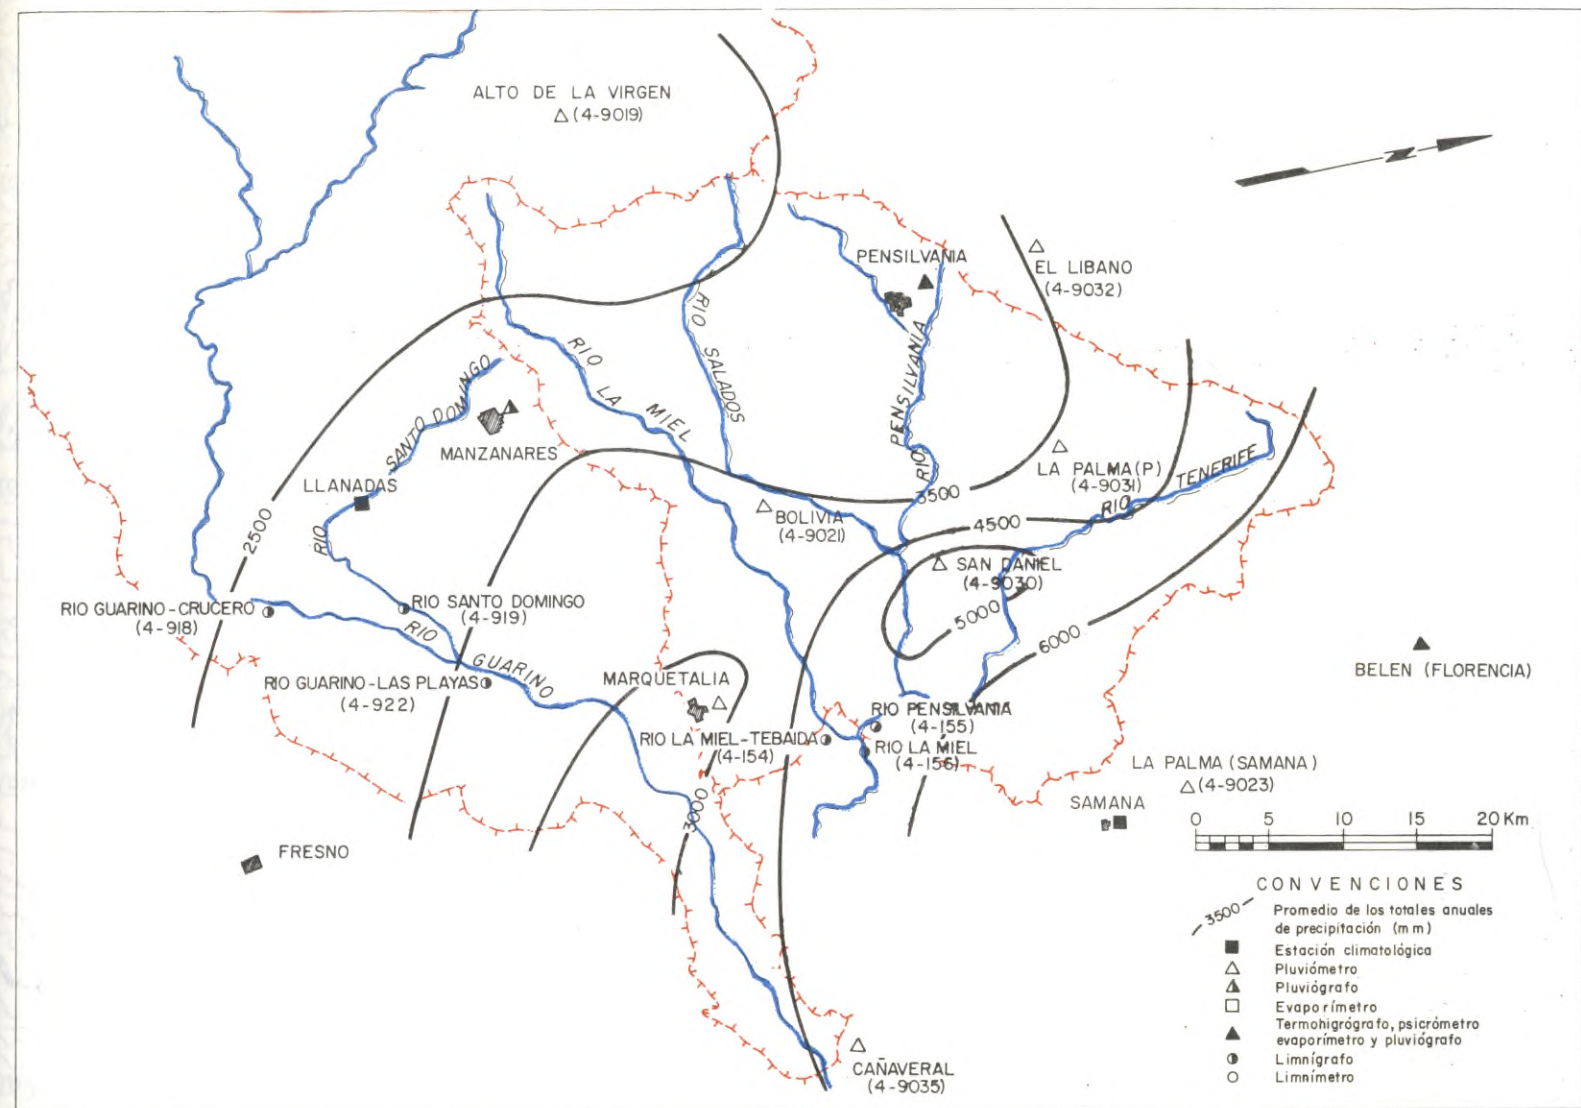 ALTO DE LA VIRGEN
(4-9019)
N
PENSILVANIA
EL LIBANO
(4-9032)
RIO SALADOS
RIO LA MIEL
RIO PENSILVANIA
SANTO DOMINGO
RIO
MANZANARES
LLANADAS
2500
LA PALMA(P)
(4-9031)
RIO TENERIFE
3500
BOLIVIA
(4-9021)
4500
SAN DANIEL
(4-9030)
5000
6000
RIO GUARINO-CRUCERO
(4-918)
RIO SANTO DOMINGO
(4-919)
RIO GUARINO
RIO GUARINO-LAS PLAYAS
(4-922)
MARQUETALIA
BELEN (FLORENCIA)
RIO PENSILVANIA
(4-155)
RIO LA MIEL-TEBAIDA
(4-154)
RIO LA MIEL
(4-156)
3000
LA PALMA (SAMANA)
(4-9023)
SAMANA
FRESNO
CAÑAVERAL
(4-9035)
0 5 10 15 20 Km
CONVENCIONES
3500 Promedio de los totales anuales
de precipitación (mm)
Estación climatológica
Pluviómetro
Pluviógrafo
Evaporímetro
Termohigrógrafo, psicrómetro
evaporímetro y pluviógrafo
Limnígrafo
Limnímetro